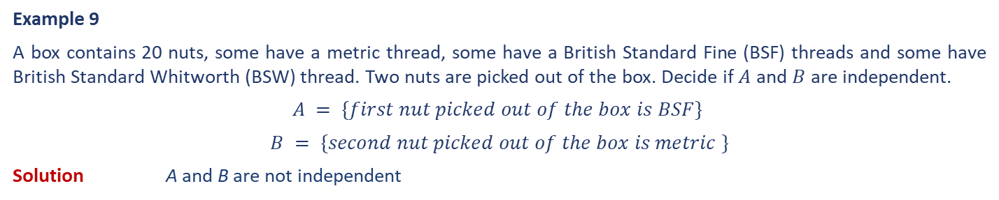 Example 9
A box contains 20 nuts, some have a metric thread, some have a British Standard Fine (BSF) threads and some have
British Standard Whitworth (BSW) thread. Two nuts are picked out of the box. Decide if A and B are independent.
A = {first nut picked out of the box is BSF}
B = {second nut picked out of the box is metric }
Solution A and B are not independent